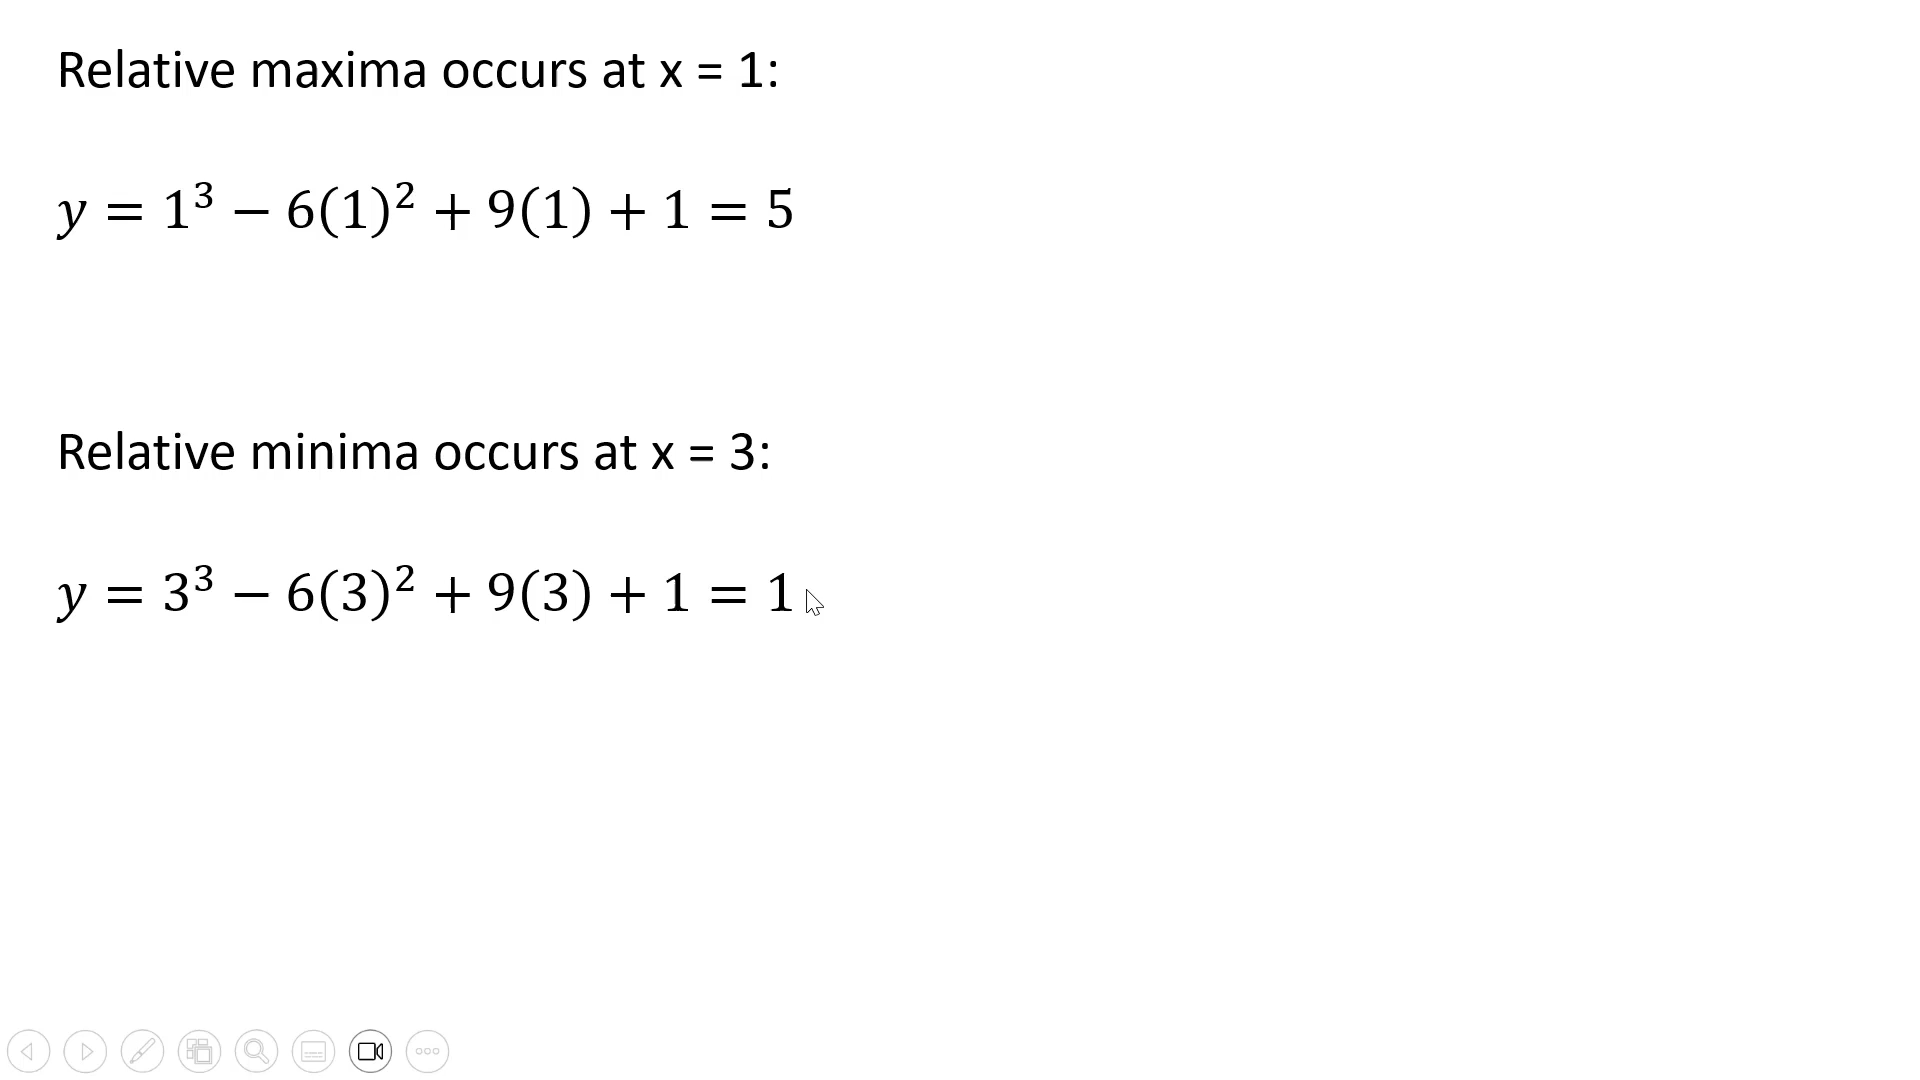 Relative maxima occurs at x = 1:
y = 1³ − 6(1)² + 9(1) + 1 = 5
Relative minima occurs at x = 3:
y = 3³ − 6(3)² + 9(3) + 1 = 1